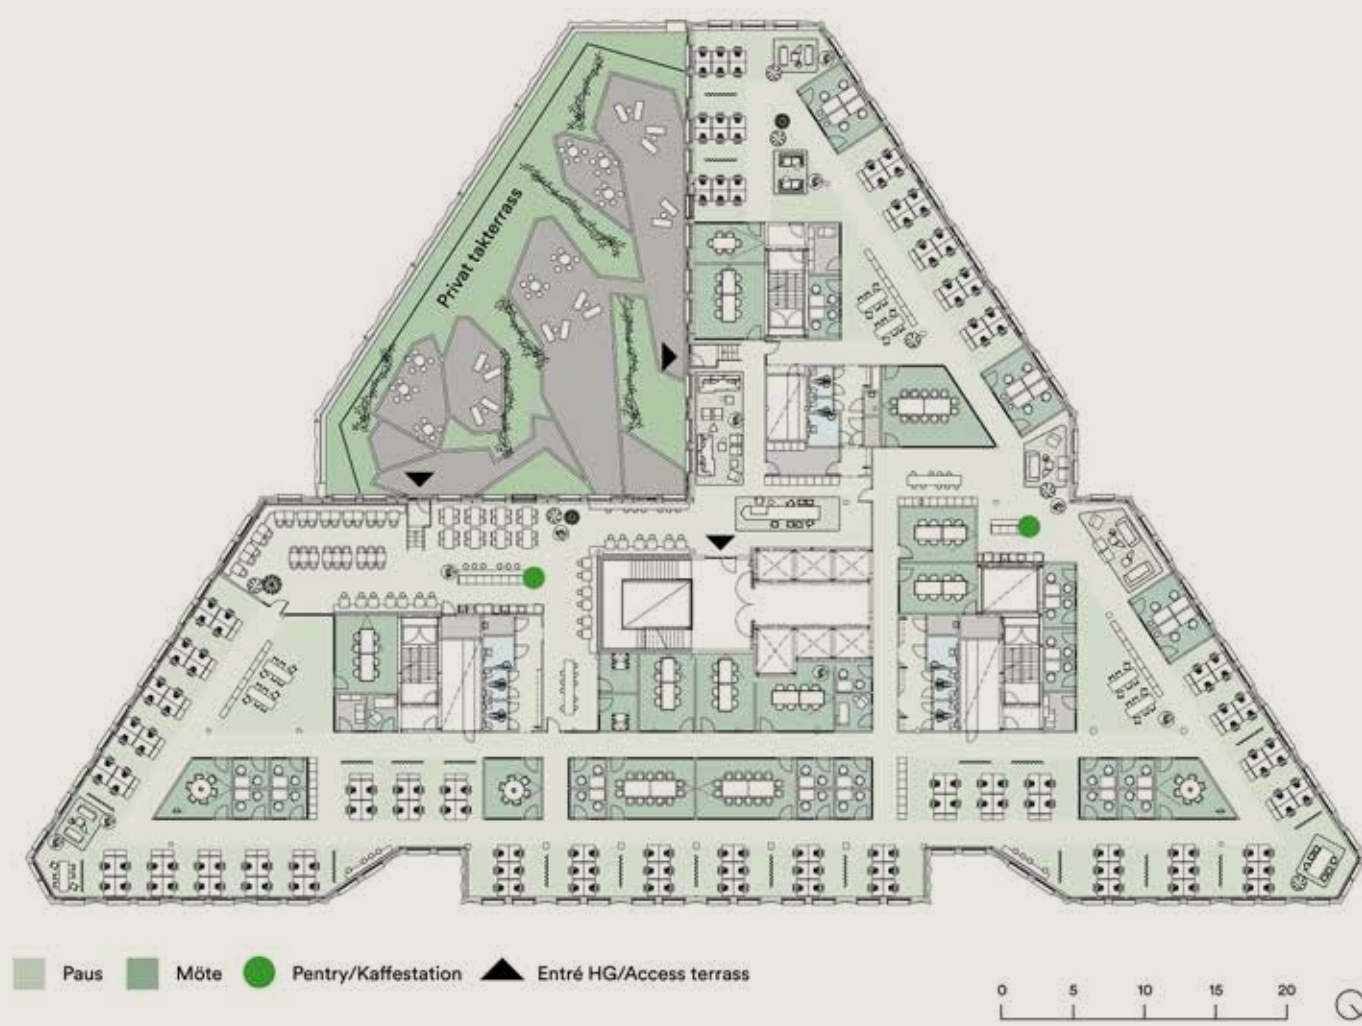 Privat takterrass
Paus
Möte
Pentry/Kaffestation
Entré HG/Access terrass
0 5 10 15 20